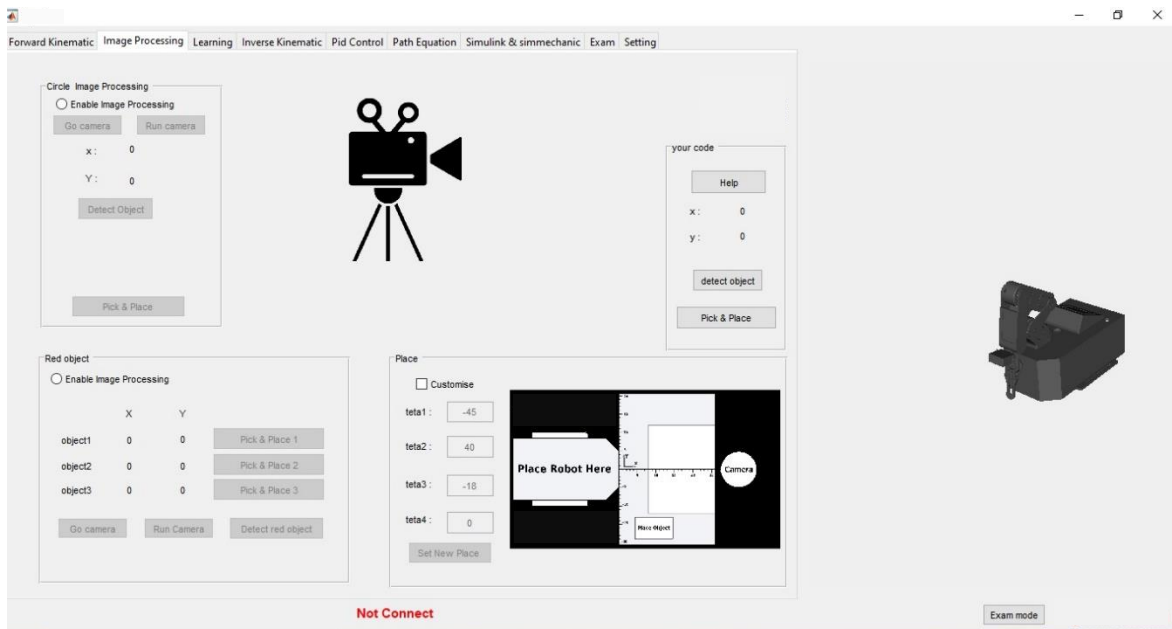 Forward Kinematic Image Processing Learning Inverse Kinematic Pid Control Path Equation Simulink & simmechanic Exam Setting
Circle Image Processing
Enable Image Processing
Go camera Run camera
x : 0
Y : 0
Detect Object
Pick & Place
your code
Help
x : 0
y : 0
detect object
Pick & Place
Red object
Enable Image Processing
X Y
object1 0 0 Pick & Place 1
object2 0 0 Pick & Place 2
object3 0 0 Pick & Place 3
Go camera Run Camera Detect red object
Place
Customise
teta1 : -45
teta2 : 40
teta3 : -18
teta4 : 0
Set New Place
Place Robot Here
Camera
Place Object
Not Connect
Exam mode